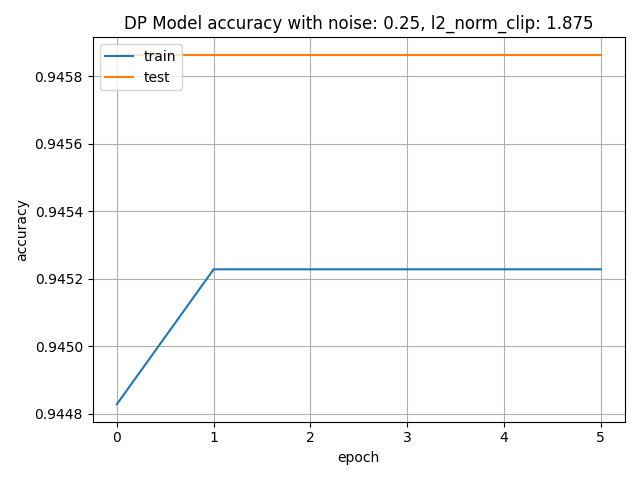 DP Model accuracy with noise: 0.25, l2_norm_clip: 1.875
train
test
0.9458
0.9456
0.9454
0.9452
0.9450
0.9448
accuracy
0 1 2 3 4 5
epoch